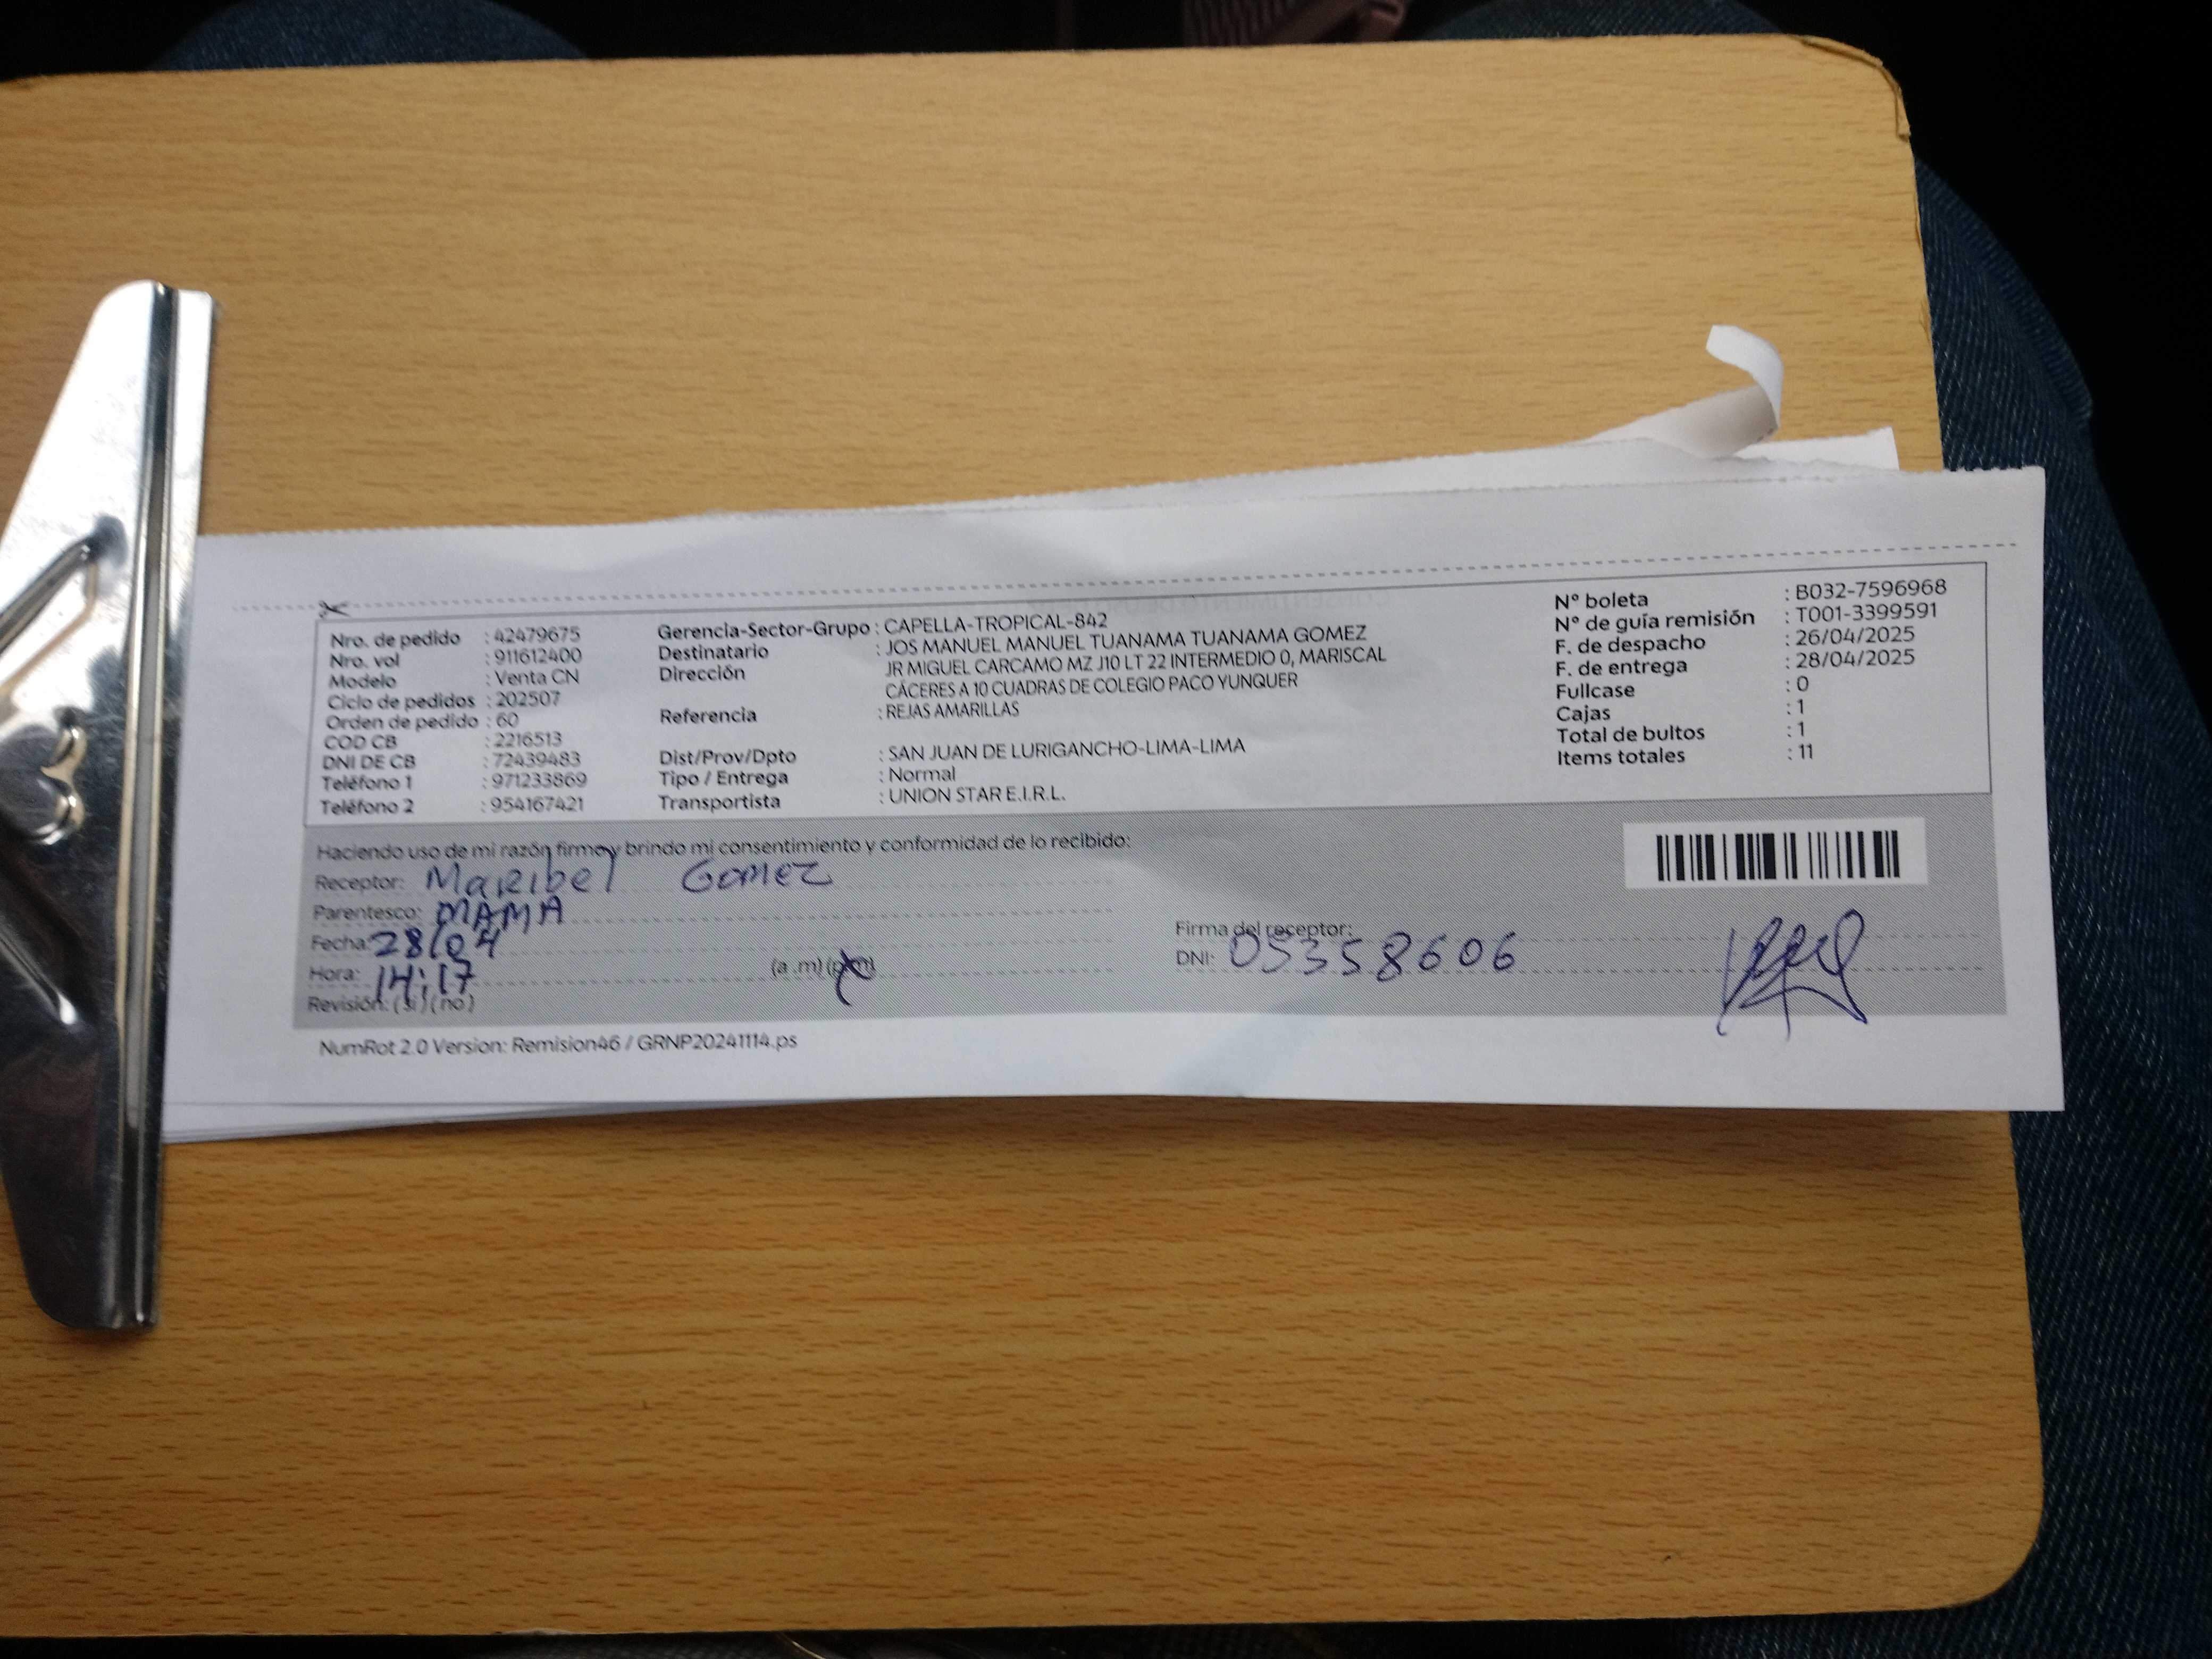 Nro. de pedido : 42479675
Nro. vol : 911612400
Modelo : Venta CN
Ciclo de pedidos : 202507
Orden de pedido : 60
COD CB : 2216513
DNI DE CB : 72439483
Teléfono 1 : 971233869
Teléfono 2 : 954167421
Gerencia-Sector-Grupo : CAPELLA-TROPICAL-842
Destinatario : JOS MANUEL MANUEL TUANAMA TUANAMA GOMEZ
Dirección JR MIGUEL CARCAMO MZ J10 LT 22 INTERMEDIO 0, MARISCAL
CÁCERES A 10 CUADRAS DE COLEGIO PACO YUNQUER
Referencia : REJAS AMARILLAS
Dist/Prov/Dpto : SAN JUAN DE LURIGANCHO-LIMA-LIMA
Tipo / Entrega : Normal
Transportista : UNION STAR E.I.R.L.
N° boleta : B032-7596968
N° de guía remisión : T001-3399591
F. de despacho : 26/04/2025
F. de entrega : 28/04/2025
Fullcase : 0
Cajas : 1
Total de bultos : 1
Items totales : 11
Haciendo uso de mi razón firmo y brindo mi consentimiento y conformidad de lo recibido:
Receptor: Maribel Gomez
Parentesco: MAMA
Fecha: 28/04
Hora: 14:17 (a .m) (p.m)
Revisión: (si) (no)
Firma del receptor:
DNI: 05358606
NumRot 2.0 Version: Remision46 / GRNP20241114.ps